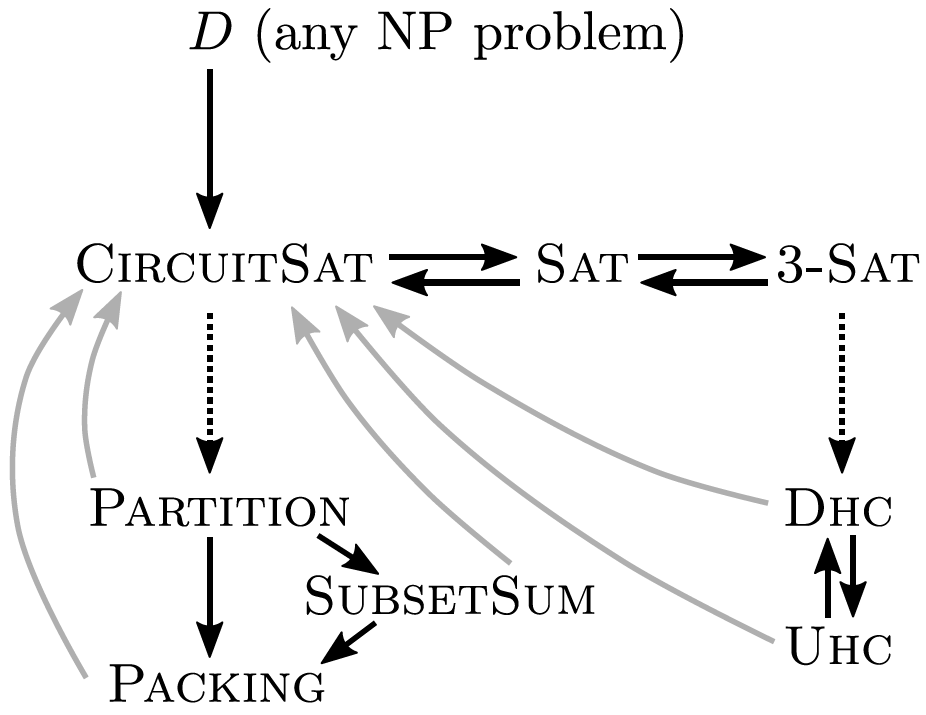 D (any NP problem)
CIRCUITSAT
SAT
3-SAT
PARTITION
DHC
SUBSETSUM
UHC
PACKING